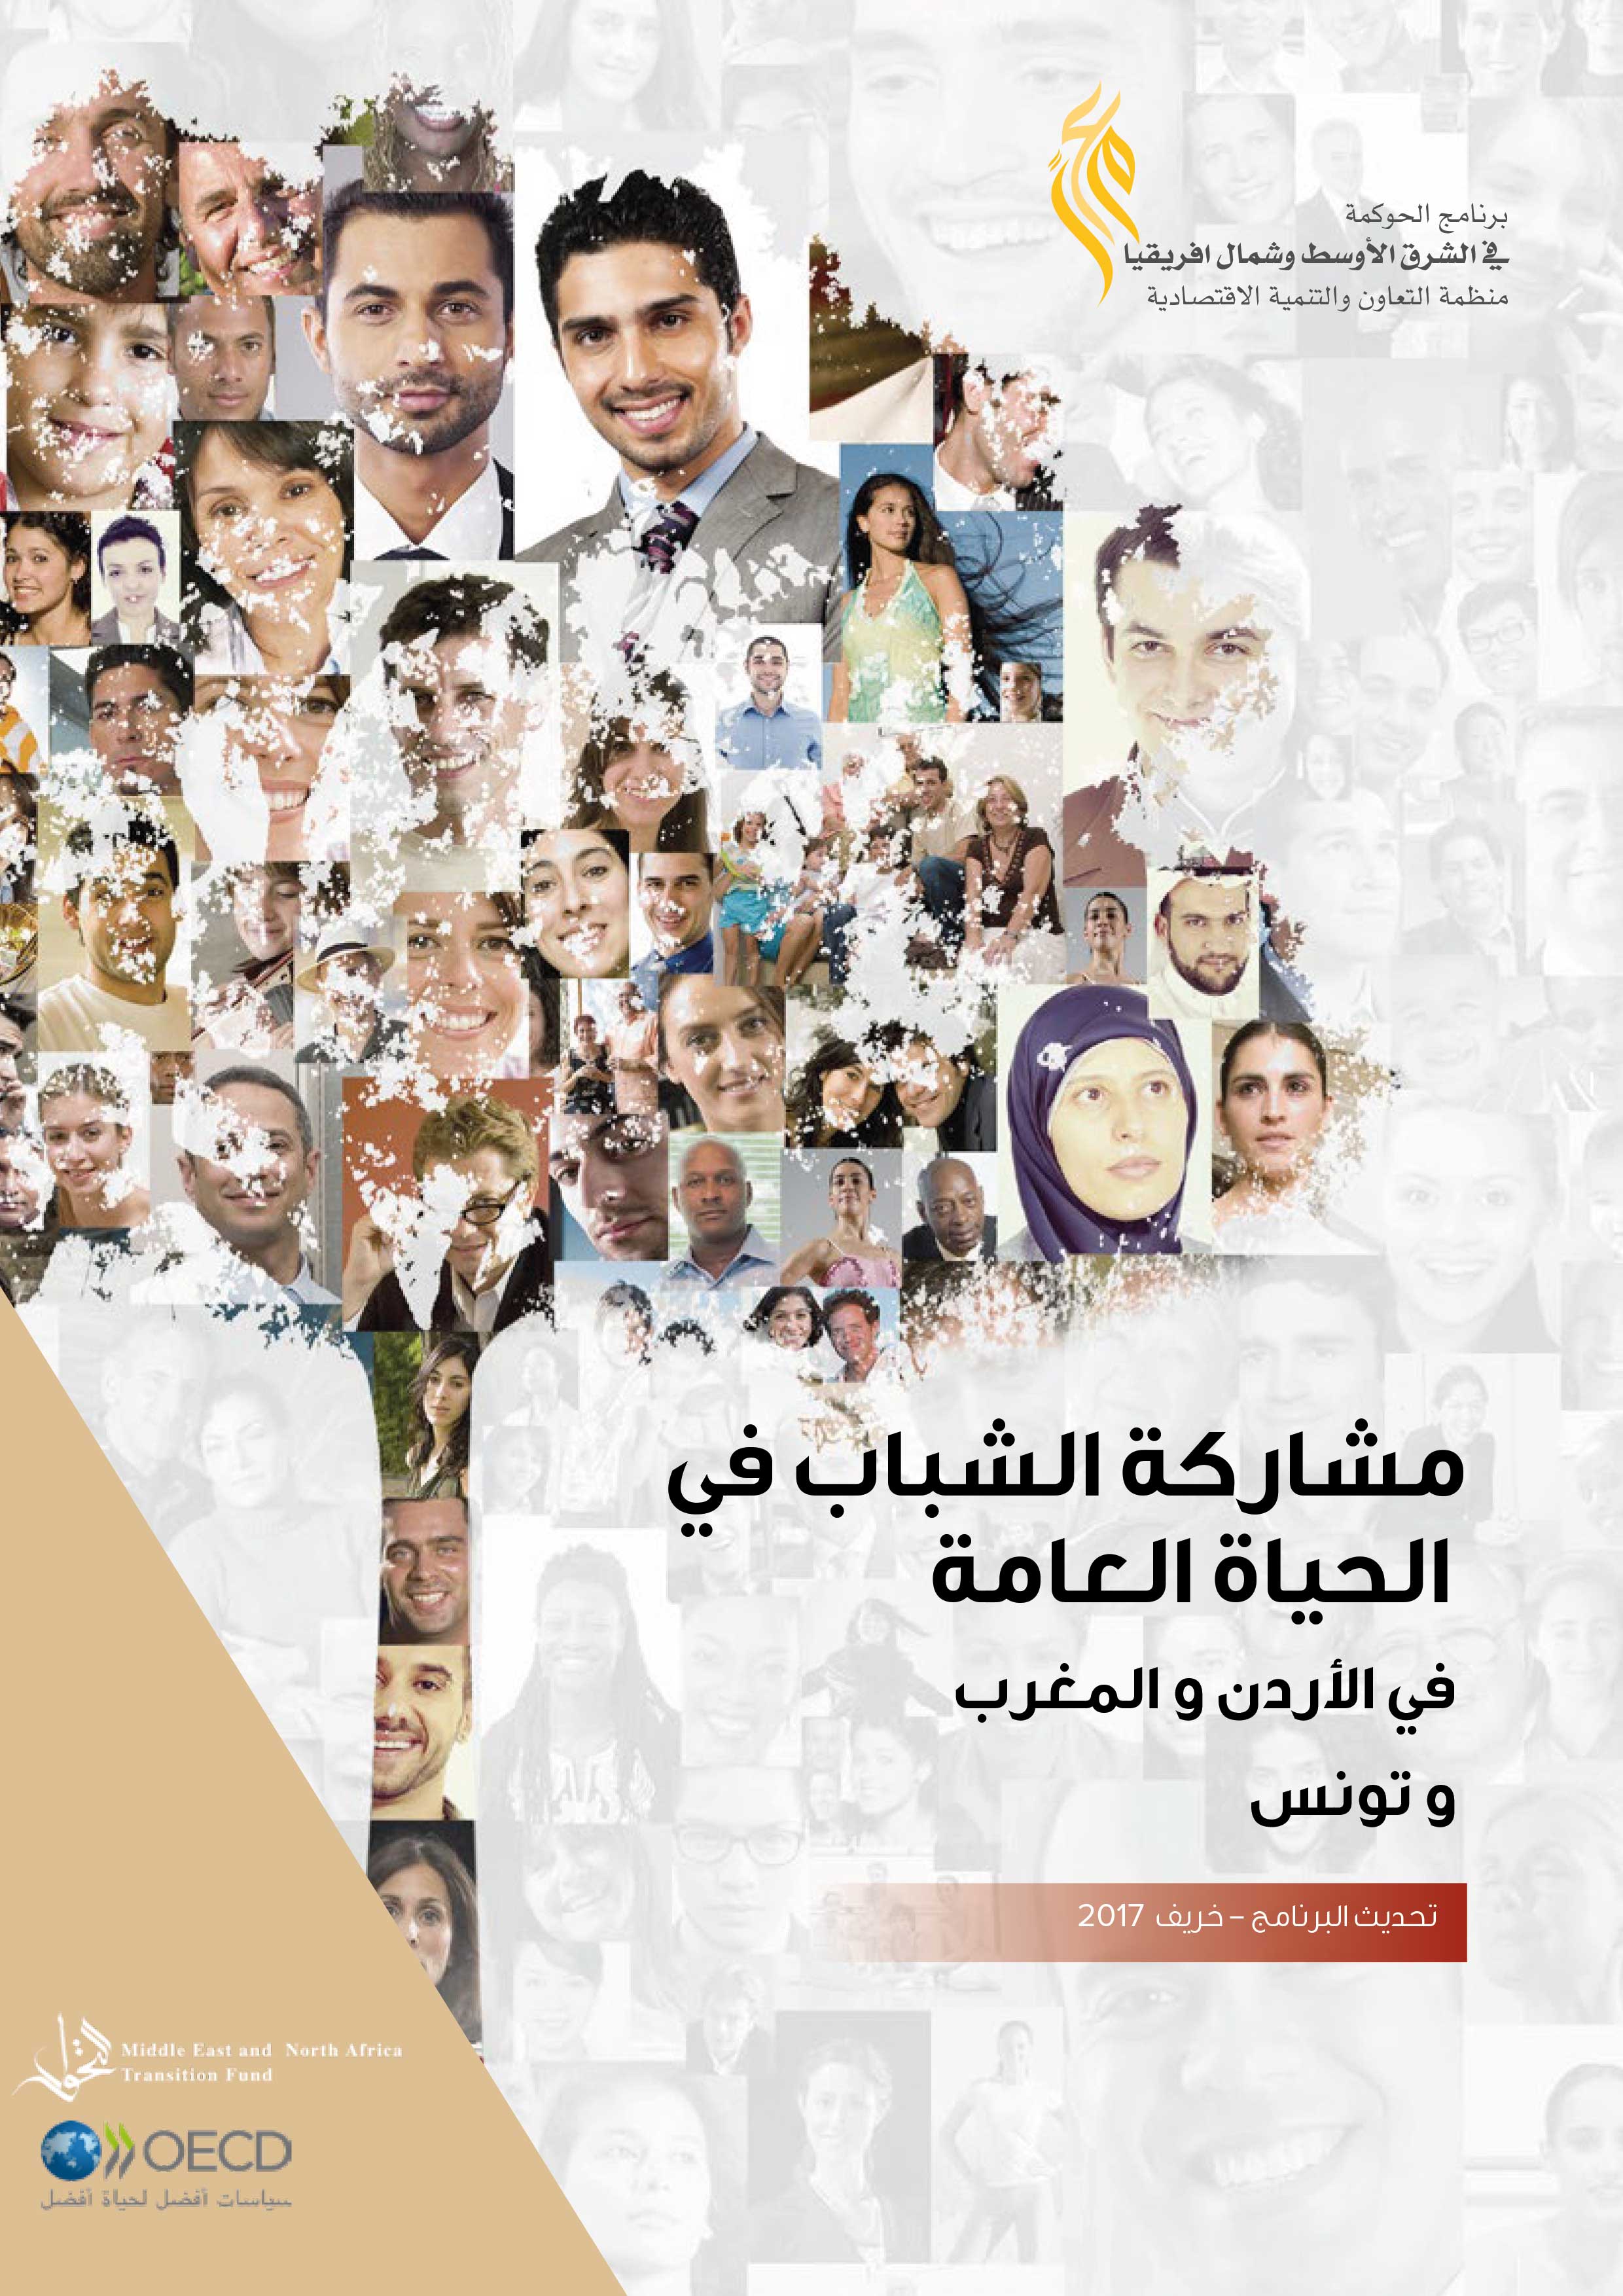 برنامج الحوكمة
في الشرق الأوسط وشمال افريقيا
منظمة التعاون والتنمية الاقتصادية
مشاركة الشباب في
الحياة العامة
في الأردن و المغرب
و تونس
تحديث البرنامج – خريف 2017
Middle East and North Africa
Transition Fund
OECD
سياسات أفضل لحياة أفضل